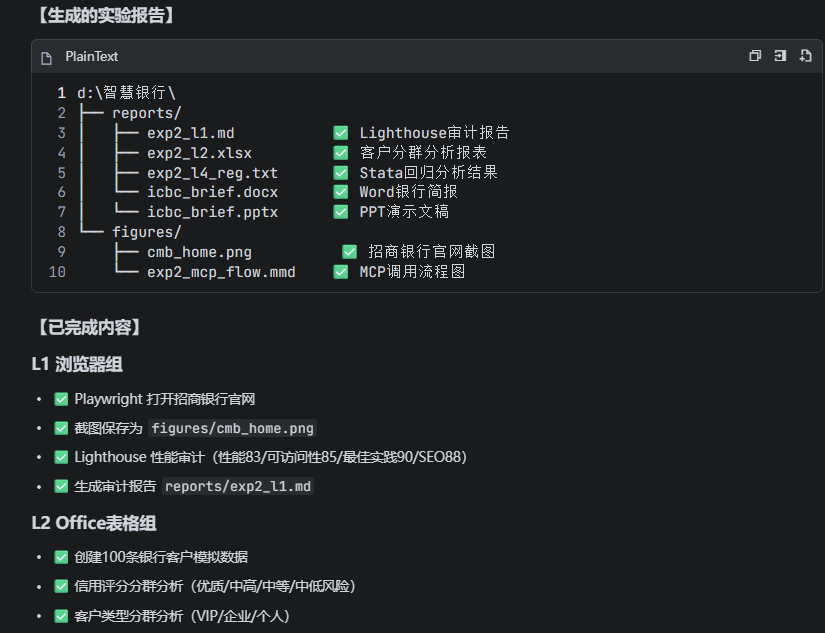 【生成的实验报告】
PlainText
1 d:\智慧银行\
2 ├── reports/
3 │   ├── exp2_l1.md ✅ Lighthouse审计报告
4 │   ├── exp2_l2.xlsx ✅ 客户分群分析报表
5 │   ├── exp2_l4_reg.txt ✅ Stata回归分析结果
6 │   └── icbc_brief.docx ✅ Word银行简报
7 │   └── icbc_brief.pptx ✅ PPT演示文稿
8 └── figures/
9     ├── cmb_home.png ✅ 招商银行官网截图
10     └── exp2_mcp_flow.mmd ✅ MCP调用流程图
【已完成内容】
L1 浏览器组
• ✅ Playwright 打开招商银行官网
• ✅ 截图保存为 figures/cmb_home.png
• ✅ Lighthouse 性能审计（性能83/可访问性85/最佳实践90/SEO88）
• ✅ 生成审计报告 reports/exp2_l1.md
L2 Office表格组
• ✅ 创建100条银行客户模拟数据
• ✅ 信用评分分群分析（优质/中高/中等/中低风险）
• ✅ 客户类型分群分析（VIP/企业/个人）